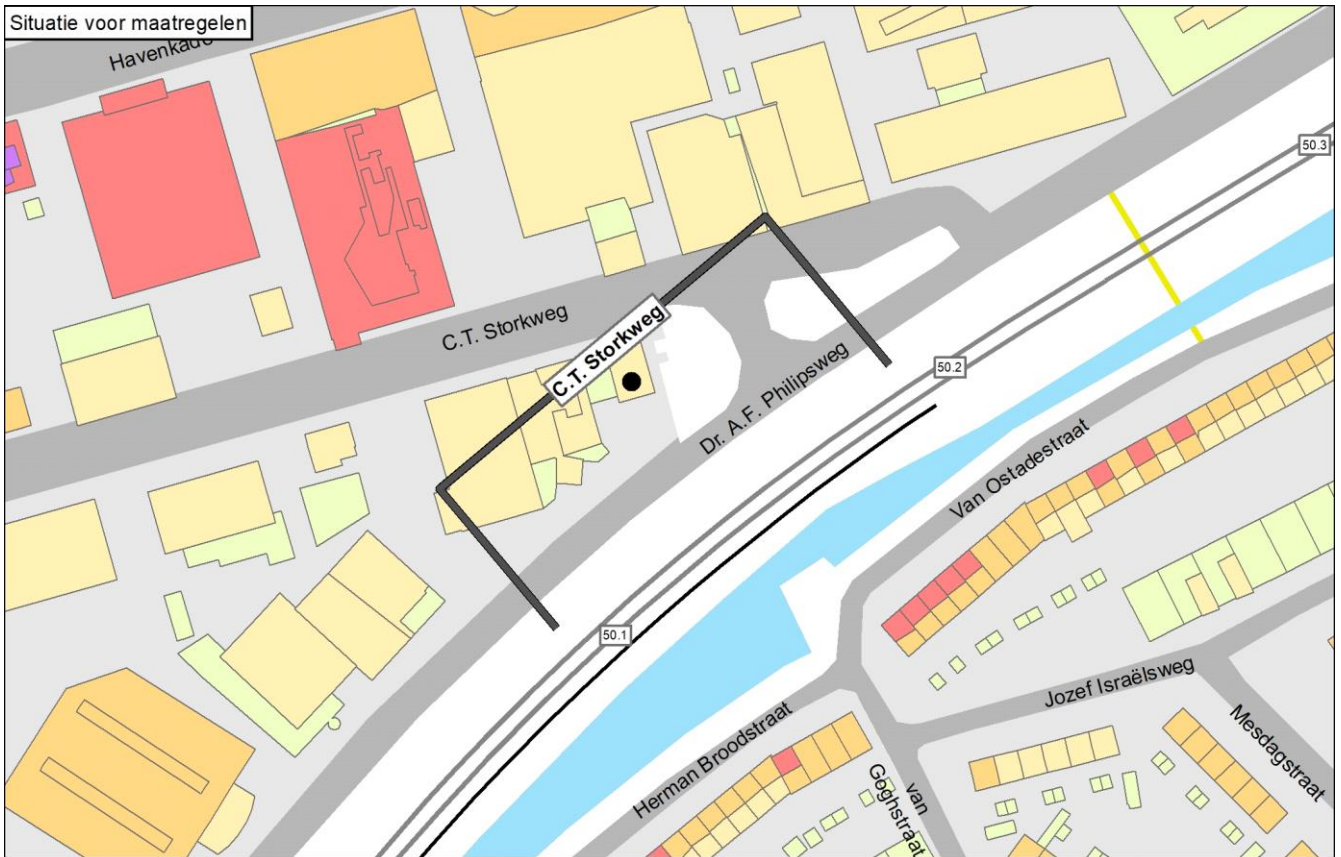 Situatie voor maatregelen
Havenkade
50.3
C.T. Storkweg
C.T. Storkweg
50.2
Dr. A.F. Philipsweg
Van Ostadestraat
50.1
Jozef Israëlsweg
Mesdagstraat
Herman Broodstraat
van
Goghstraat